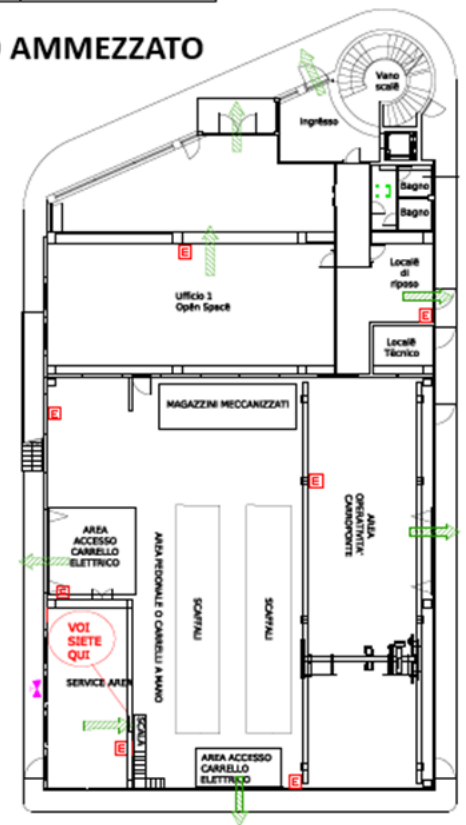 AMMEZZATO
Vano
scale
Ingresso
Bagno
Bagno
Locale
di
riposo
E
Ufficio 1
Open Space
E
Locale
Tecnico
MAGAZZINI MECCANIZZATI
E
E
AREA
OPERATIVITA'
CARROPONTE
AREA
ACCESSO
CARRELLO
ELETTRICO
AREA PEDONALE O CARRELLI A MANO
SCAFFALI
SCAFFALI
E
VOI
SIETE
QUI
SERVICE AREA
SCALA
E
AREA ACCESSO
CARRELLO
ELETTRICO
E